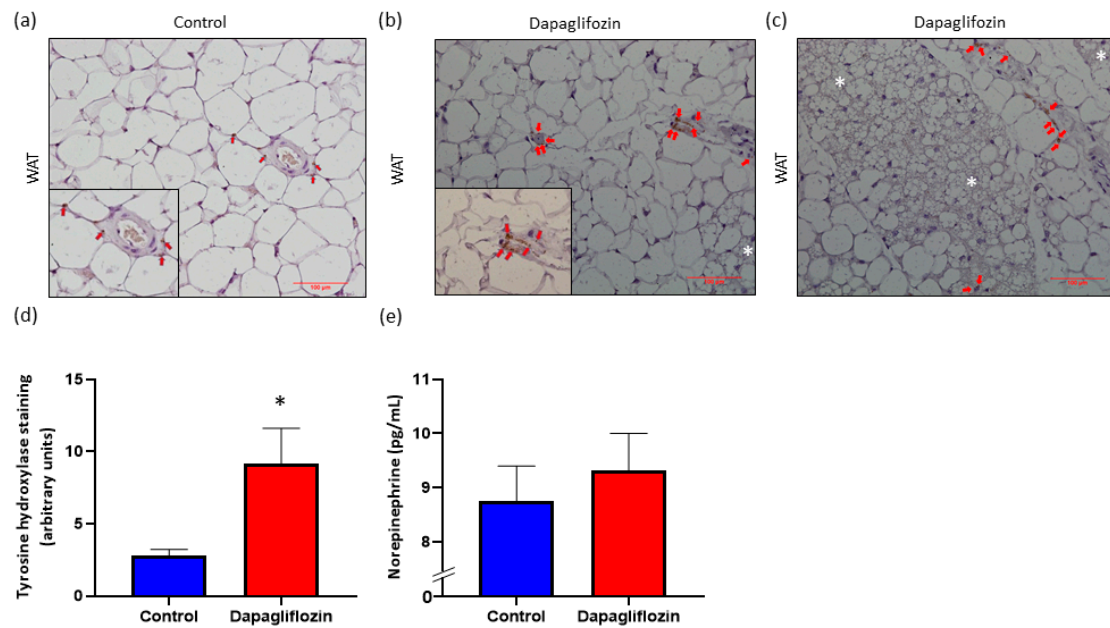 (a)
Control
(b)
Dapaglifozin
(c)
Dapaglifozin
WAT
WAT
WAT
*
*
*
*
100 µm
100 µm
(d)
(e)
Tyrosine hydroxylase staining
(arbitrary units)
15
10
5
0
*
Control
Dapagliflozin
Norepinephrine (pg/mL)
11
10
9
8
0
Control
Dapagliflozin